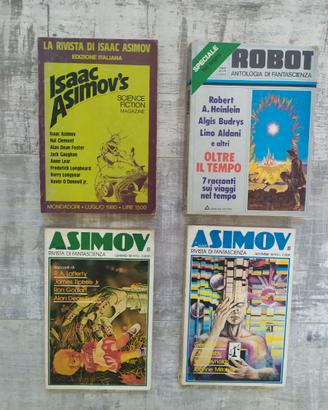 LA RIVISTA DI ISAAC ASIMOV
EDIZIONE ITALIANA
Isaac
Asimov's
SCIENCE
FICTION
MAGAZINE
Isaac Asimov
Hal Clement
Alan Dean Foster
Jack Gaughan
Anne Lear
Frederick Longbeard
Barry Longyear
Kevin O'Donnell jr.
MONDADORI • LUGLIO 1980 • LIRE 1500
SPECIALE
ROBOT
ANTOLOGIA DI FANTASCIENZA
Robert
A. Heinlein
Algis Budrys
Lino Aldani
e altri
OLTRE
IL TEMPO
7 racconti
sui viaggi
nel tempo
ASIMOV
RIVISTA DI FANTASCIENZA
Racconti di
R.A. Lafferty
James Tiptree Jr.
Ron Goulart
Alan Dean
ASIMOV
RIVISTA DI FANTASCIENZA